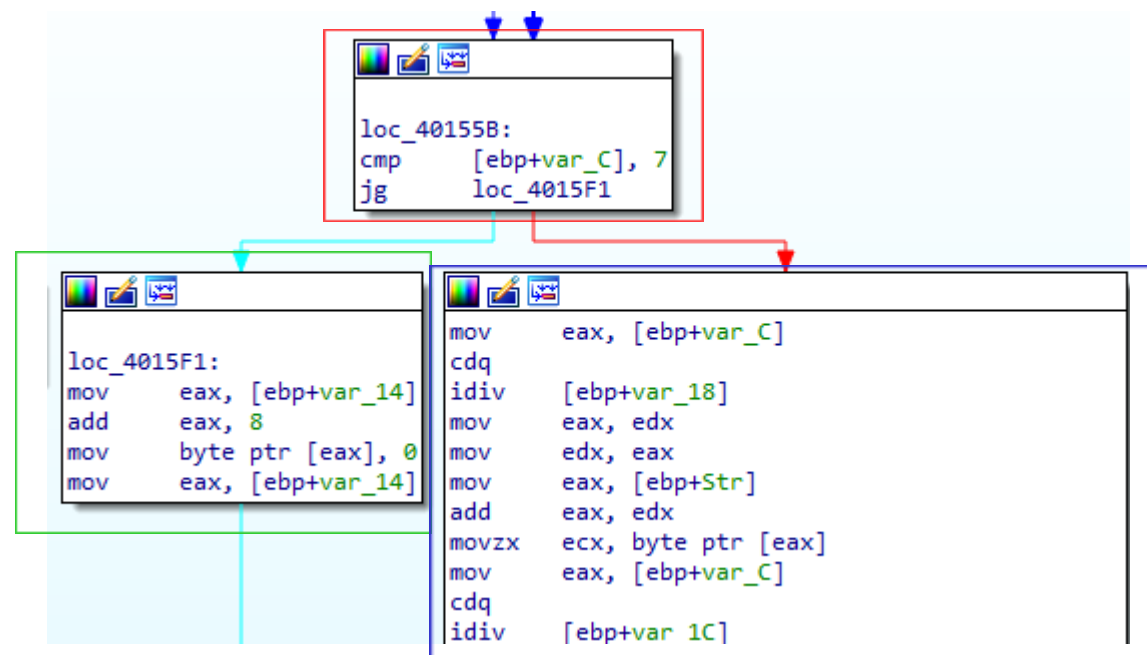 loc_40155B:
cmp [ebp+var_C], 7
jg loc_4015F1
loc_4015F1:
mov eax, [ebp+var_14]
add eax, 8
mov byte ptr [eax], 0
mov eax, [ebp+var_14]
mov eax, [ebp+var_C]
cdq
idiv [ebp+var_18]
mov eax, edx
mov edx, eax
mov eax, [ebp+Str]
add eax, edx
movzx ecx, byte ptr [eax]
mov eax, [ebp+var_C]
cdq
idiv [ebp+var_1C]